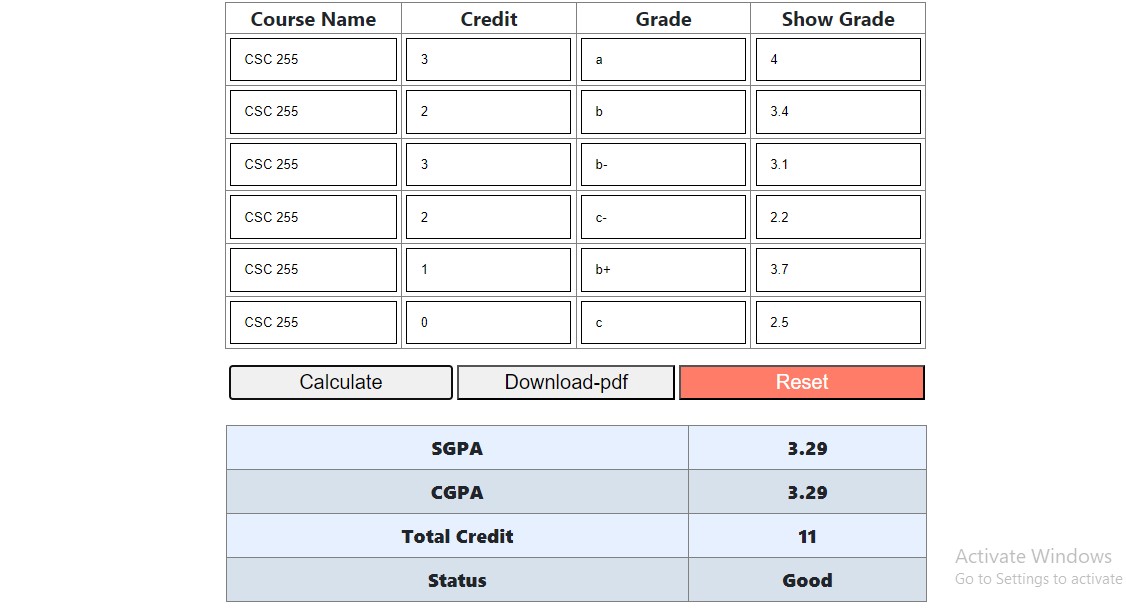 Course Name Credit Grade Show Grade
CSC 255 3 a 4
CSC 255 2 b 3.4
CSC 255 3 b- 3.1
CSC 255 2 c- 2.2
CSC 255 1 b+ 3.7
CSC 255 0 c 2.5
Calculate Download-pdf Reset
SGPA 3.29
CGPA 3.29
Total Credit 11
Status Good
Activate Windows
Go to Settings to activate